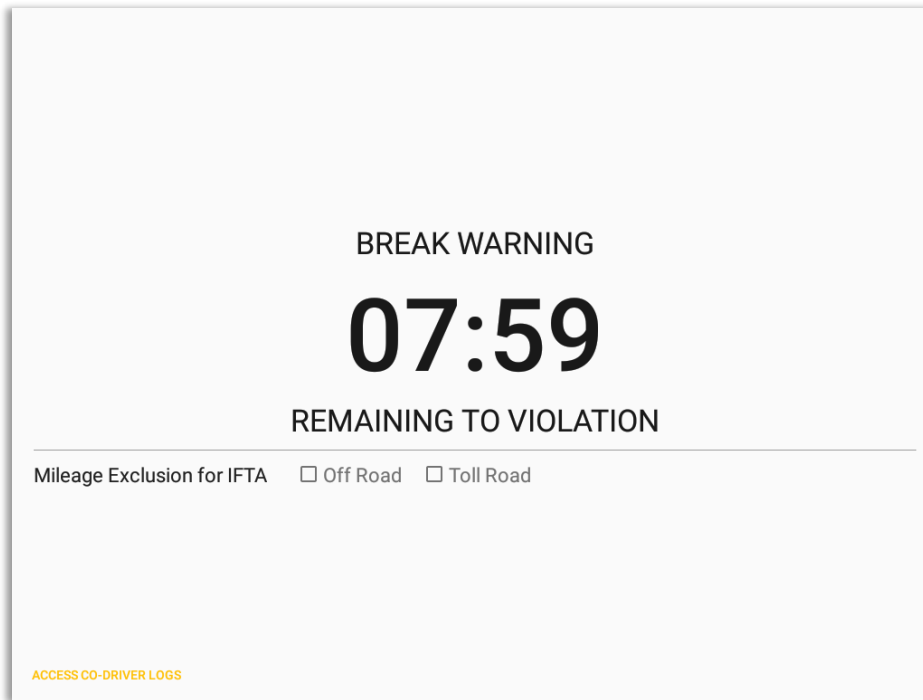 BREAK WARNING
07:59
REMAINING TO VIOLATION
Mileage Exclusion for IFTA Off Road Toll Road
ACCESS CO-DRIVER LOGS